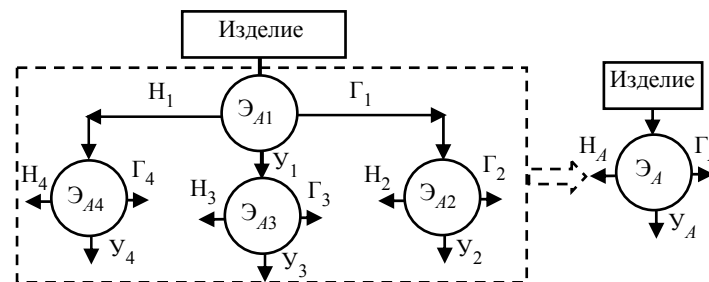 Изделие
Н₁ Э_A1 Г₁
Изделие
У₁
Н₄ Э_A4 Г₄
Н₃ Э_A3 Г₃
Н₂ Э_A2 Г₂
Н_A Э_A Г
У₄ У₃ У₂ У_A